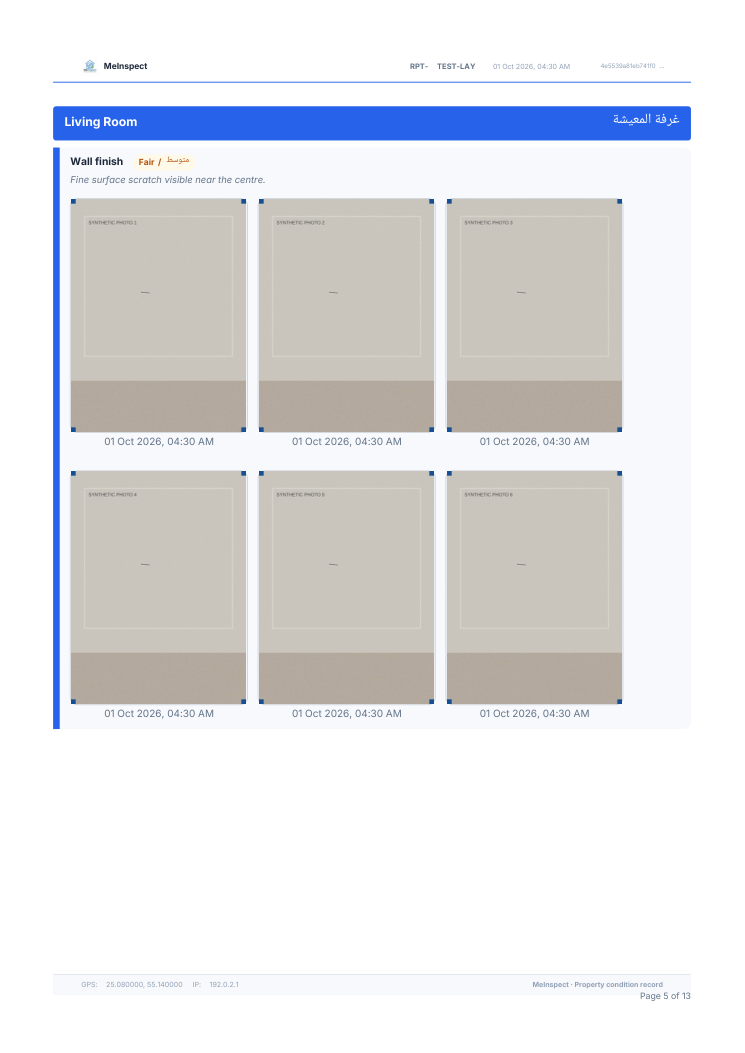 MeInspect
RPT- TEST-LAY 01 Oct 2026, 04:30 AM 4e5539a81eb741f0 ...
Living Room غرفة المعيشة
Wall finish Fair / متوسط
Fine surface scratch visible near the centre.
SYNTHETIC PHOTO 1 SYNTHETIC PHOTO 2 SYNTHETIC PHOTO 3
01 Oct 2026, 04:30 AM 01 Oct 2026, 04:30 AM 01 Oct 2026, 04:30 AM
SYNTHETIC PHOTO 4 SYNTHETIC PHOTO 5 SYNTHETIC PHOTO 6
01 Oct 2026, 04:30 AM 01 Oct 2026, 04:30 AM 01 Oct 2026, 04:30 AM
GPS: 25.080000, 55.140000 IP: 192.0.2.1 MeInspect · Property condition record
Page 5 of 13